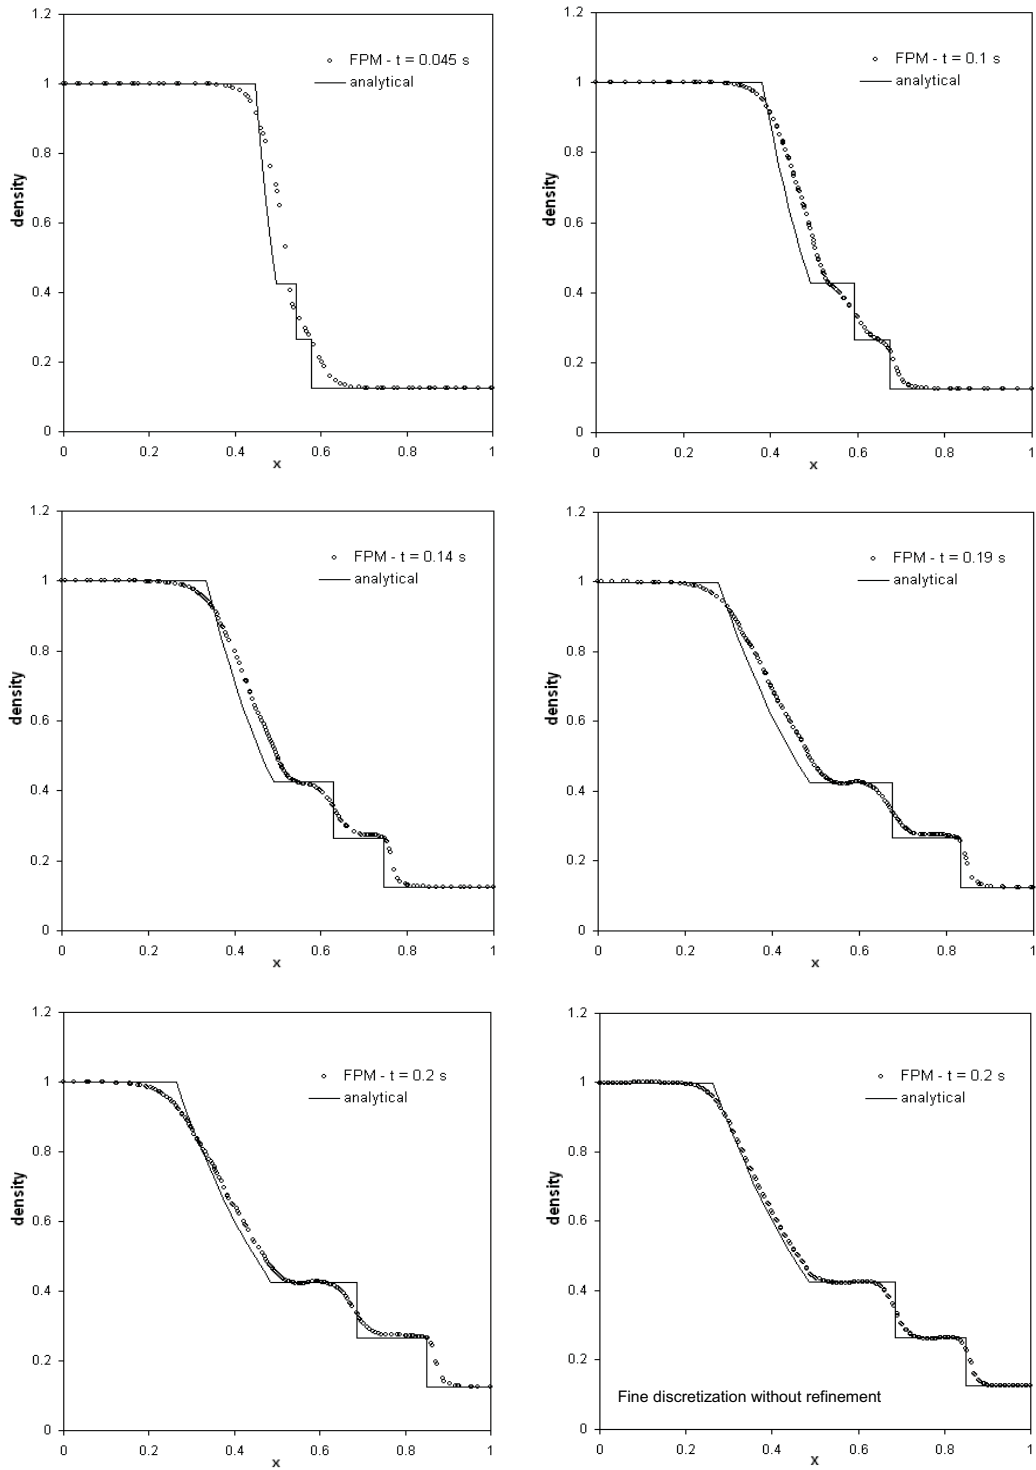 1.2
1
0.8
0.6
0.4
0.2
0
density
FPM - t = 0.045 s
analytical
0 0.2 0.4 0.6 0.8 1
x
1.2
1
0.8
0.6
0.4
0.2
0
density
FPM - t = 0.1 s
analytical
0 0.2 0.4 0.6 0.8 1
x
1.2
1
0.8
0.6
0.4
0.2
0
density
FPM - t = 0.14 s
analytical
0 0.2 0.4 0.6 0.8 1
x
1.2
1
0.8
0.6
0.4
0.2
0
density
FPM - t = 0.19 s
analytical
0 0.2 0.4 0.6 0.8 1
x
1.2
1
0.8
0.6
0.4
0.2
0
density
FPM - t = 0.2 s
analytical
0 0.2 0.4 0.6 0.8 1
x
1.2
1
0.8
0.6
0.4
0.2
0
density
FPM - t = 0.2 s
analytical
Fine discretization without refinement
0 0.2 0.4 0.6 0.8 1
x